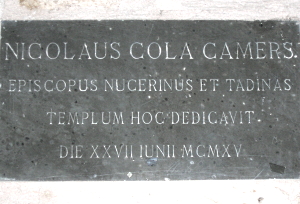 NICOLAUS COLA CAMERS.
EPISCOPUS NUCERINUS ET TADINAS
TEMPLUM HOC DEDICAVIT
DIE XXVII IUNII MCMXV